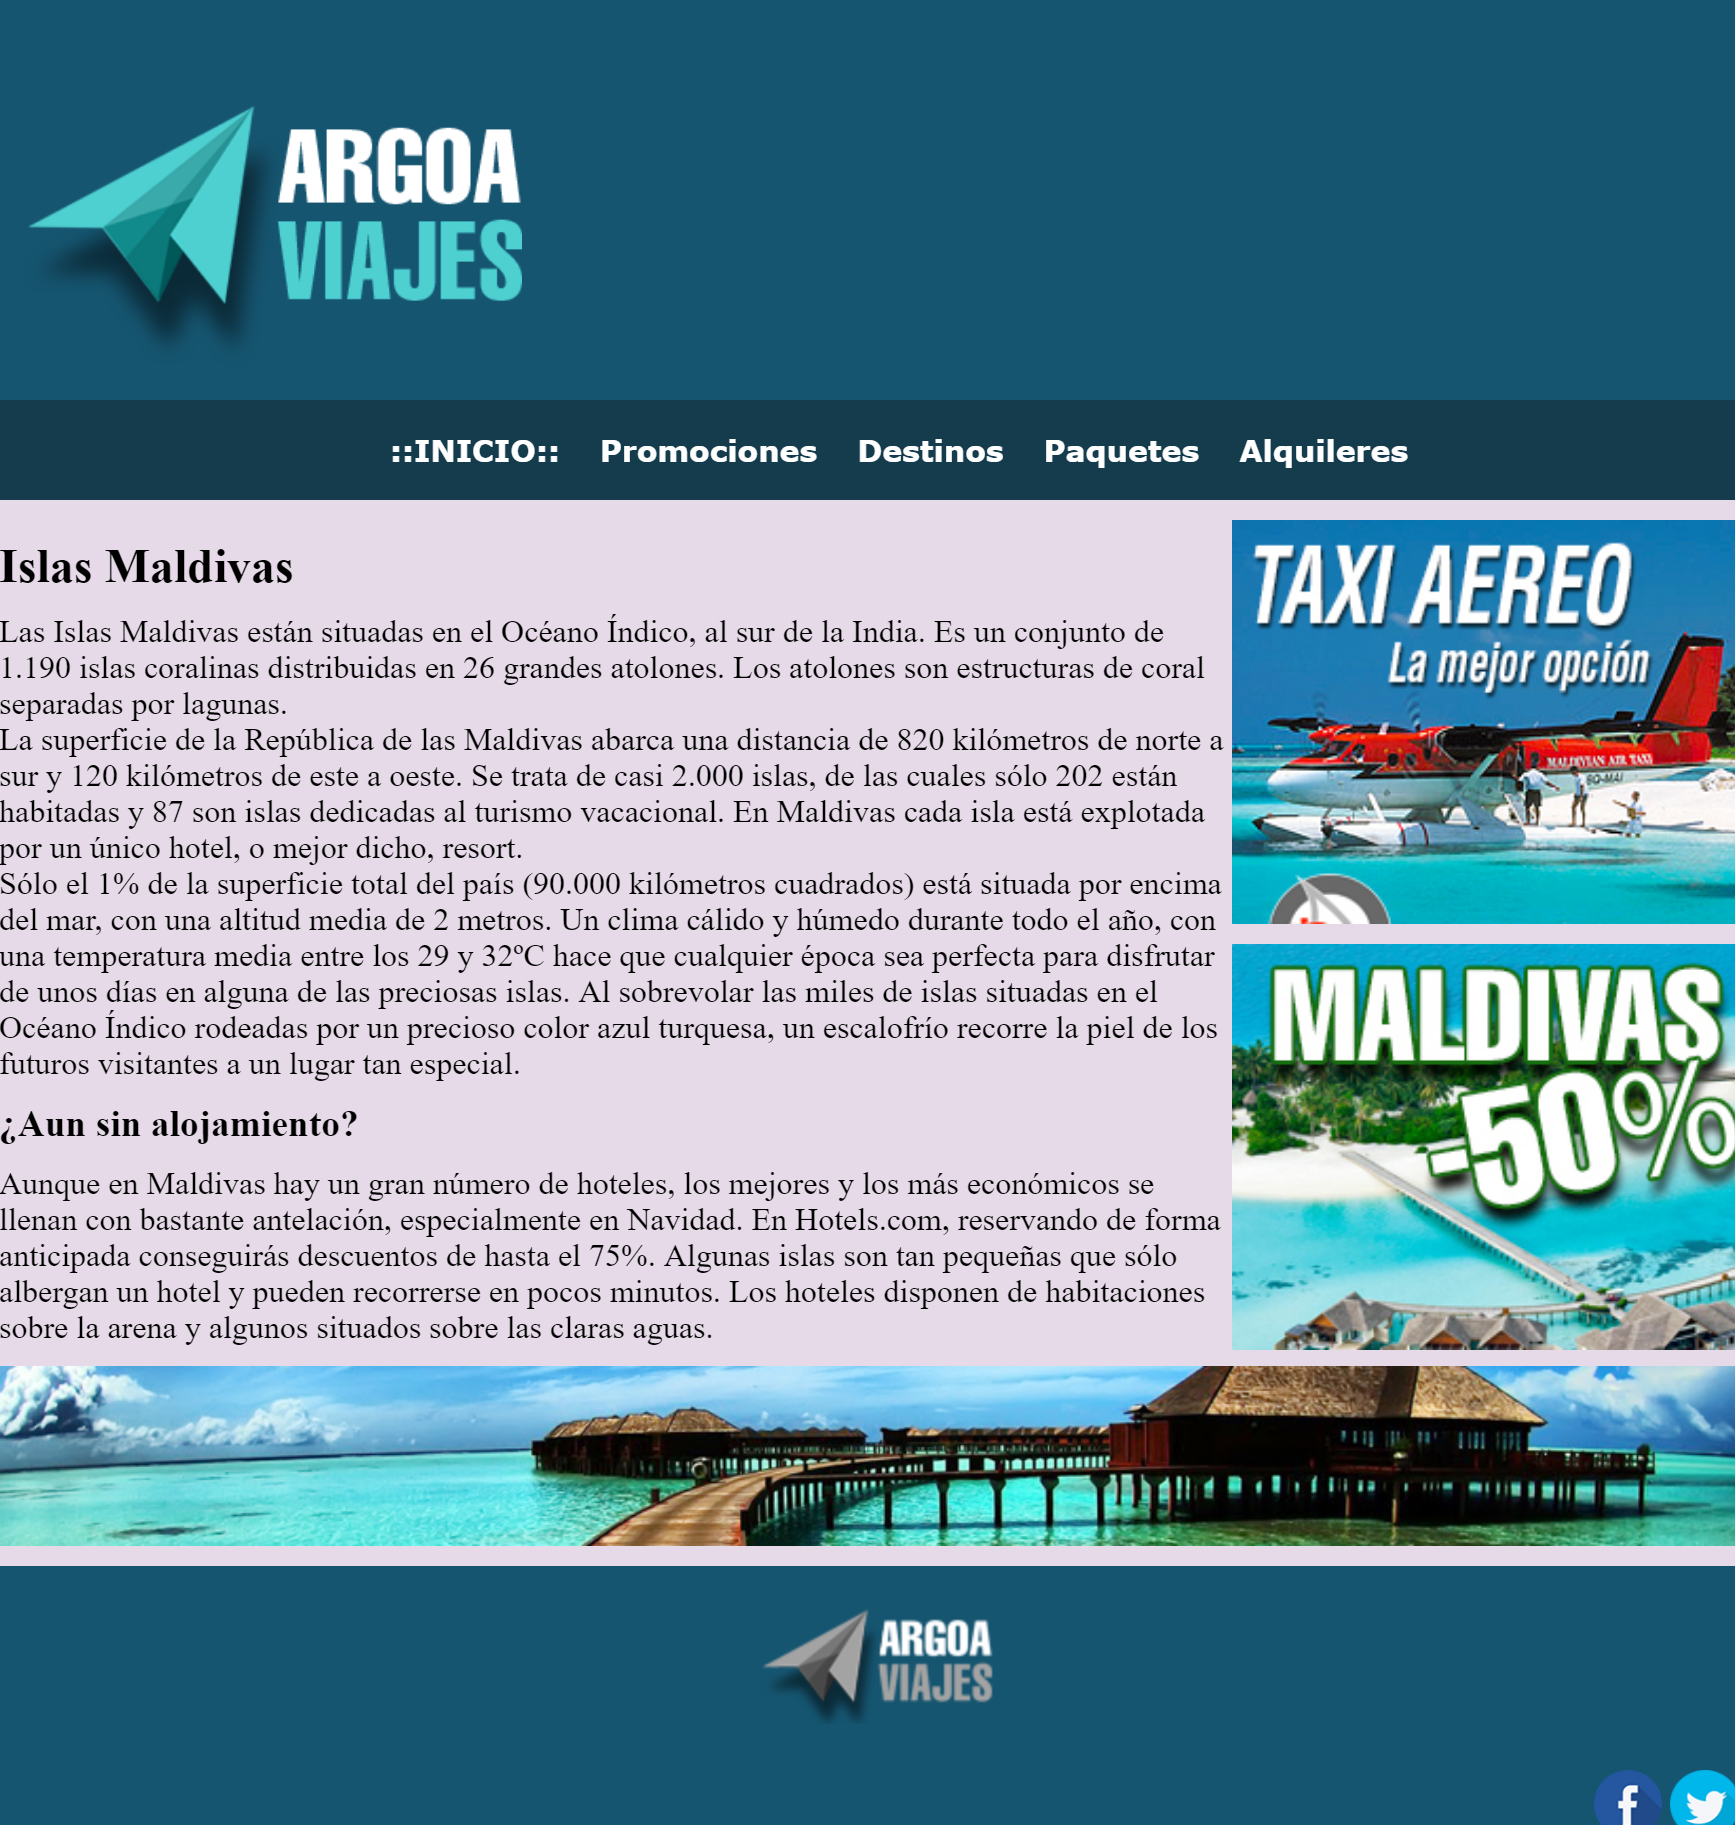 ARGOA
VIAJES
::INICIO:: Promociones Destinos Paquetes Alquileres
Islas Maldivas
Las Islas Maldivas están situadas en el Océano Índico, al sur de la India. Es un conjunto de
1.190 islas coralinas distribuidas en 26 grandes atolones. Los atolones son estructuras de coral
separadas por lagunas.
La superficie de la República de las Maldivas abarca una distancia de 820 kilómetros de norte a
sur y 120 kilómetros de este a oeste. Se trata de casi 2.000 islas, de las cuales sólo 202 están
habitadas y 87 son islas dedicadas al turismo vacacional. En Maldivas cada isla está explotada
por un único hotel, o mejor dicho, resort.
Sólo el 1% de la superficie total del país (90.000 kilómetros cuadrados) está situada por encima
del mar, con una altitud media de 2 metros. Un clima cálido y húmedo durante todo el año, con
una temperatura media entre los 29 y 32ºC hace que cualquier época sea perfecta para disfrutar
de unos días en alguna de las preciosas islas. Al sobrevolar las miles de islas situadas en el
Océano Índico rodeadas por un precioso color azul turquesa, un escalofrío recorre la piel de los
futuros visitantes a un lugar tan especial.
¿Aun sin alojamiento?
Aunque en Maldivas hay un gran número de hoteles, los mejores y los más económicos se
llenan con bastante antelación, especialmente en Navidad. En Hotels.com, reservando de forma
anticipada conseguirás descuentos de hasta el 75%. Algunas islas son tan pequeñas que sólo
albergan un hotel y pueden recorrerse en pocos minutos. Los hoteles disponen de habitaciones
sobre la arena y algunos situados sobre las claras aguas.
TAXI AEREO
La mejor opción
MALDIVIAN AIR TAXI
8Q-MAI
MALDIVAS
-50%
ARGOA
VIAJES
f